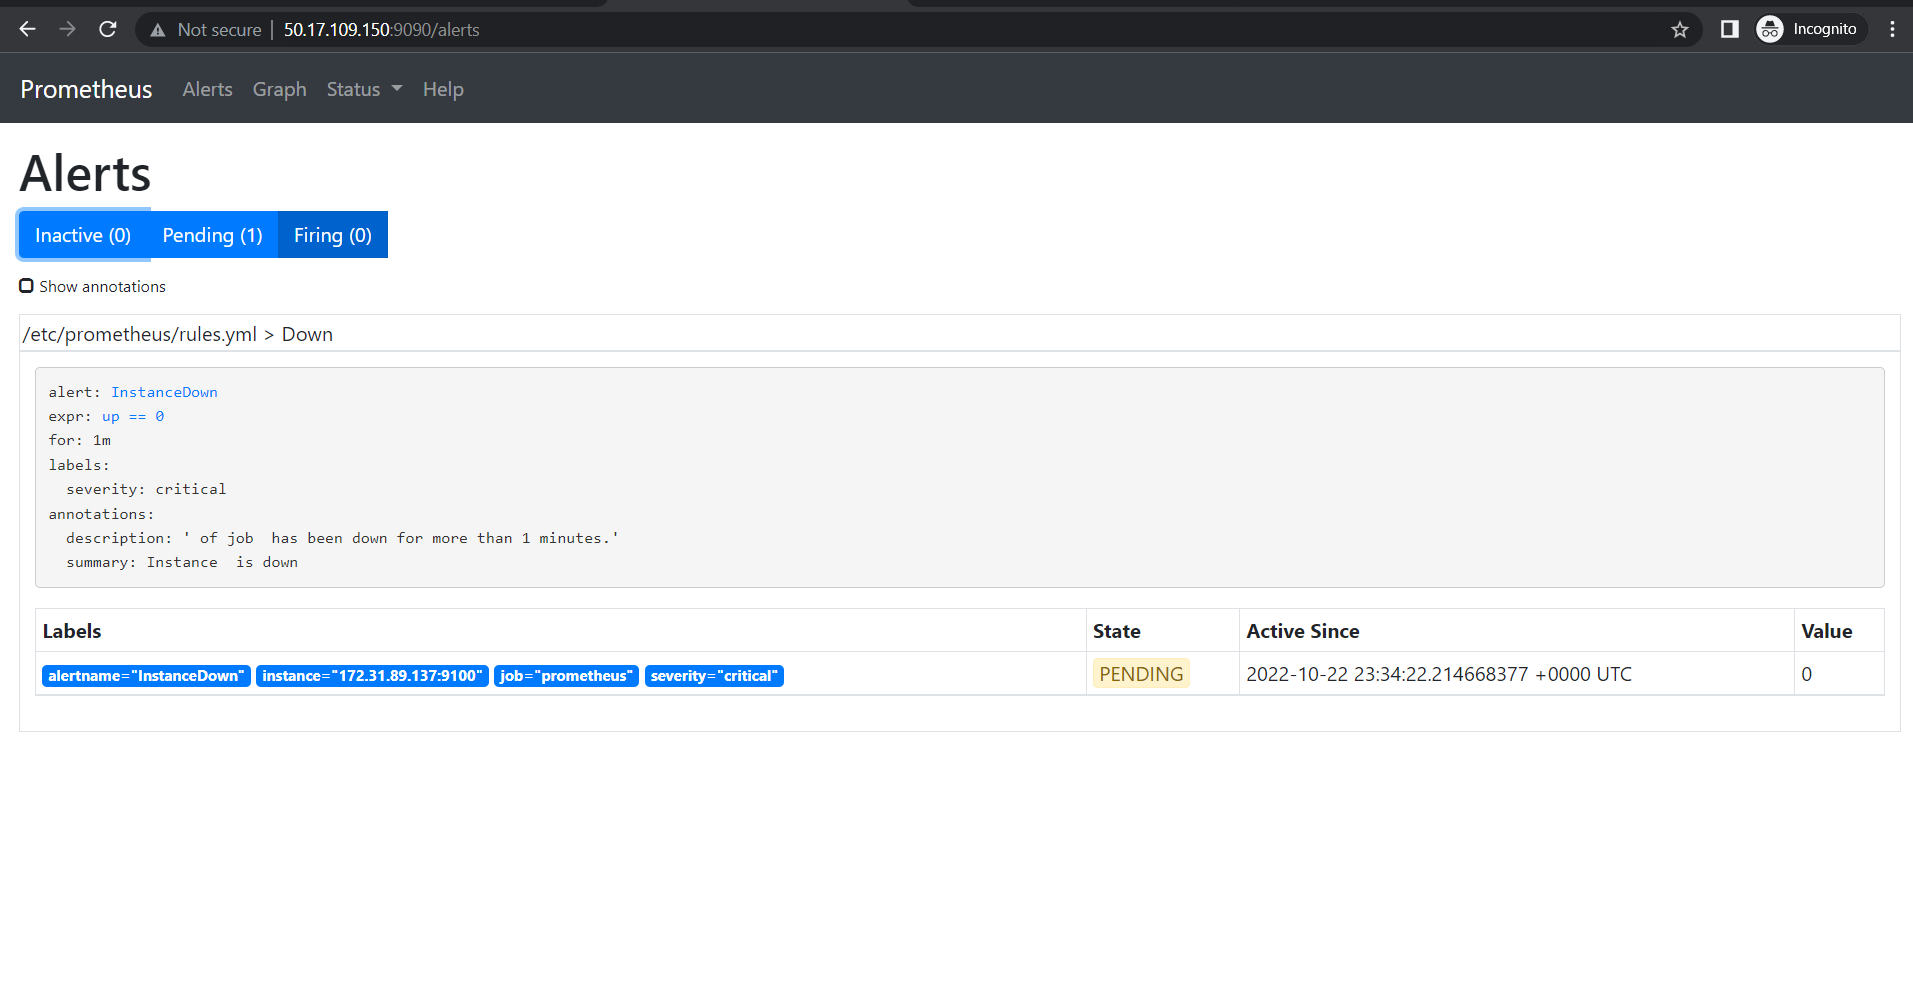 Not secure | 50.17.109.150:9090/alerts Incognito
Prometheus Alerts Graph Status Help
Alerts
Inactive (0) Pending (1) Firing (0)
Show annotations
/etc/prometheus/rules.yml > Down
alert: InstanceDown
expr: up == 0
for: 1m
labels:
  severity: critical
annotations:
  description: ' of job  has been down for more than 1 minutes.'
  summary: Instance  is down
Labels State Active Since Value
alertname="InstanceDown" instance="172.31.89.137:9100" job="prometheus" severity="critical" PENDING 2022-10-22 23:34:22.214668377 +0000 UTC 0